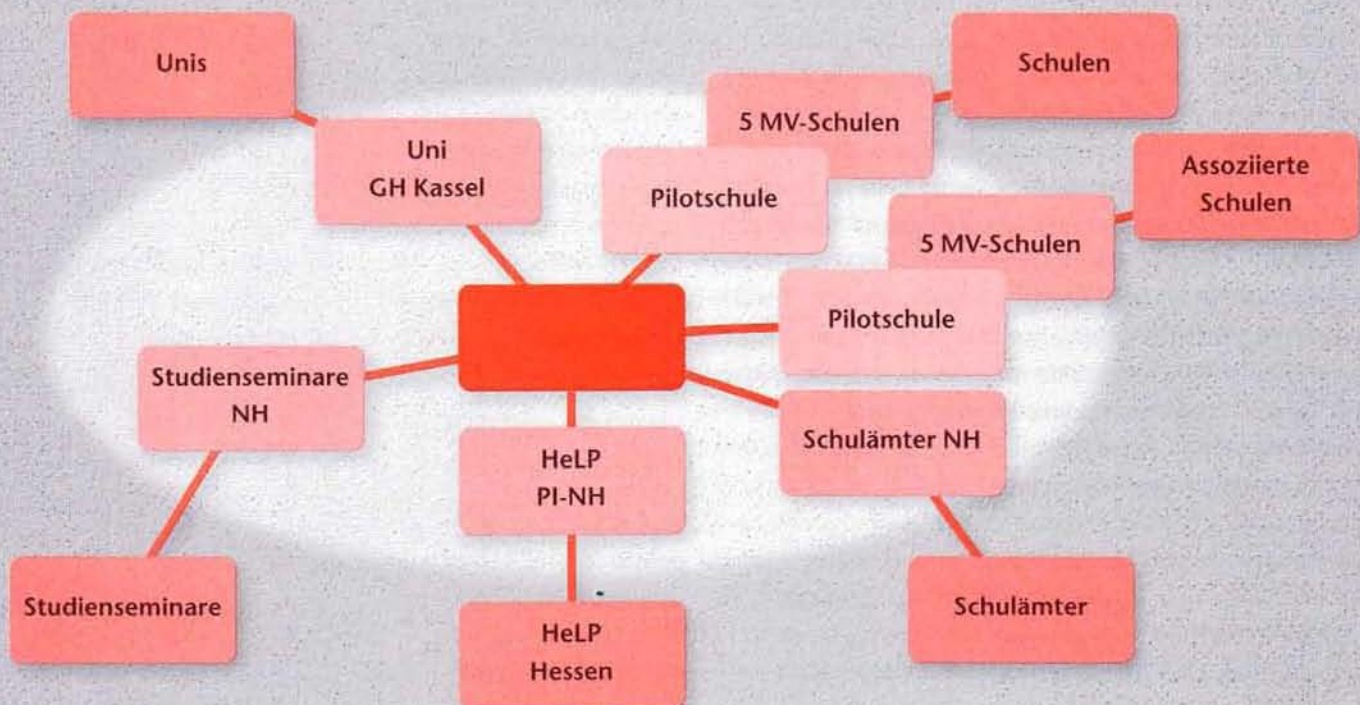 Unis
Schulen
5 MV-Schulen
Uni
GH Kassel
Pilotschule
Assoziierte
Schulen
5 MV-Schulen
Pilotschule
Studienseminare
NH
Schulämter NH
HeLP
PI-NH
Studienseminare
Schulämter
HeLP
Hessen